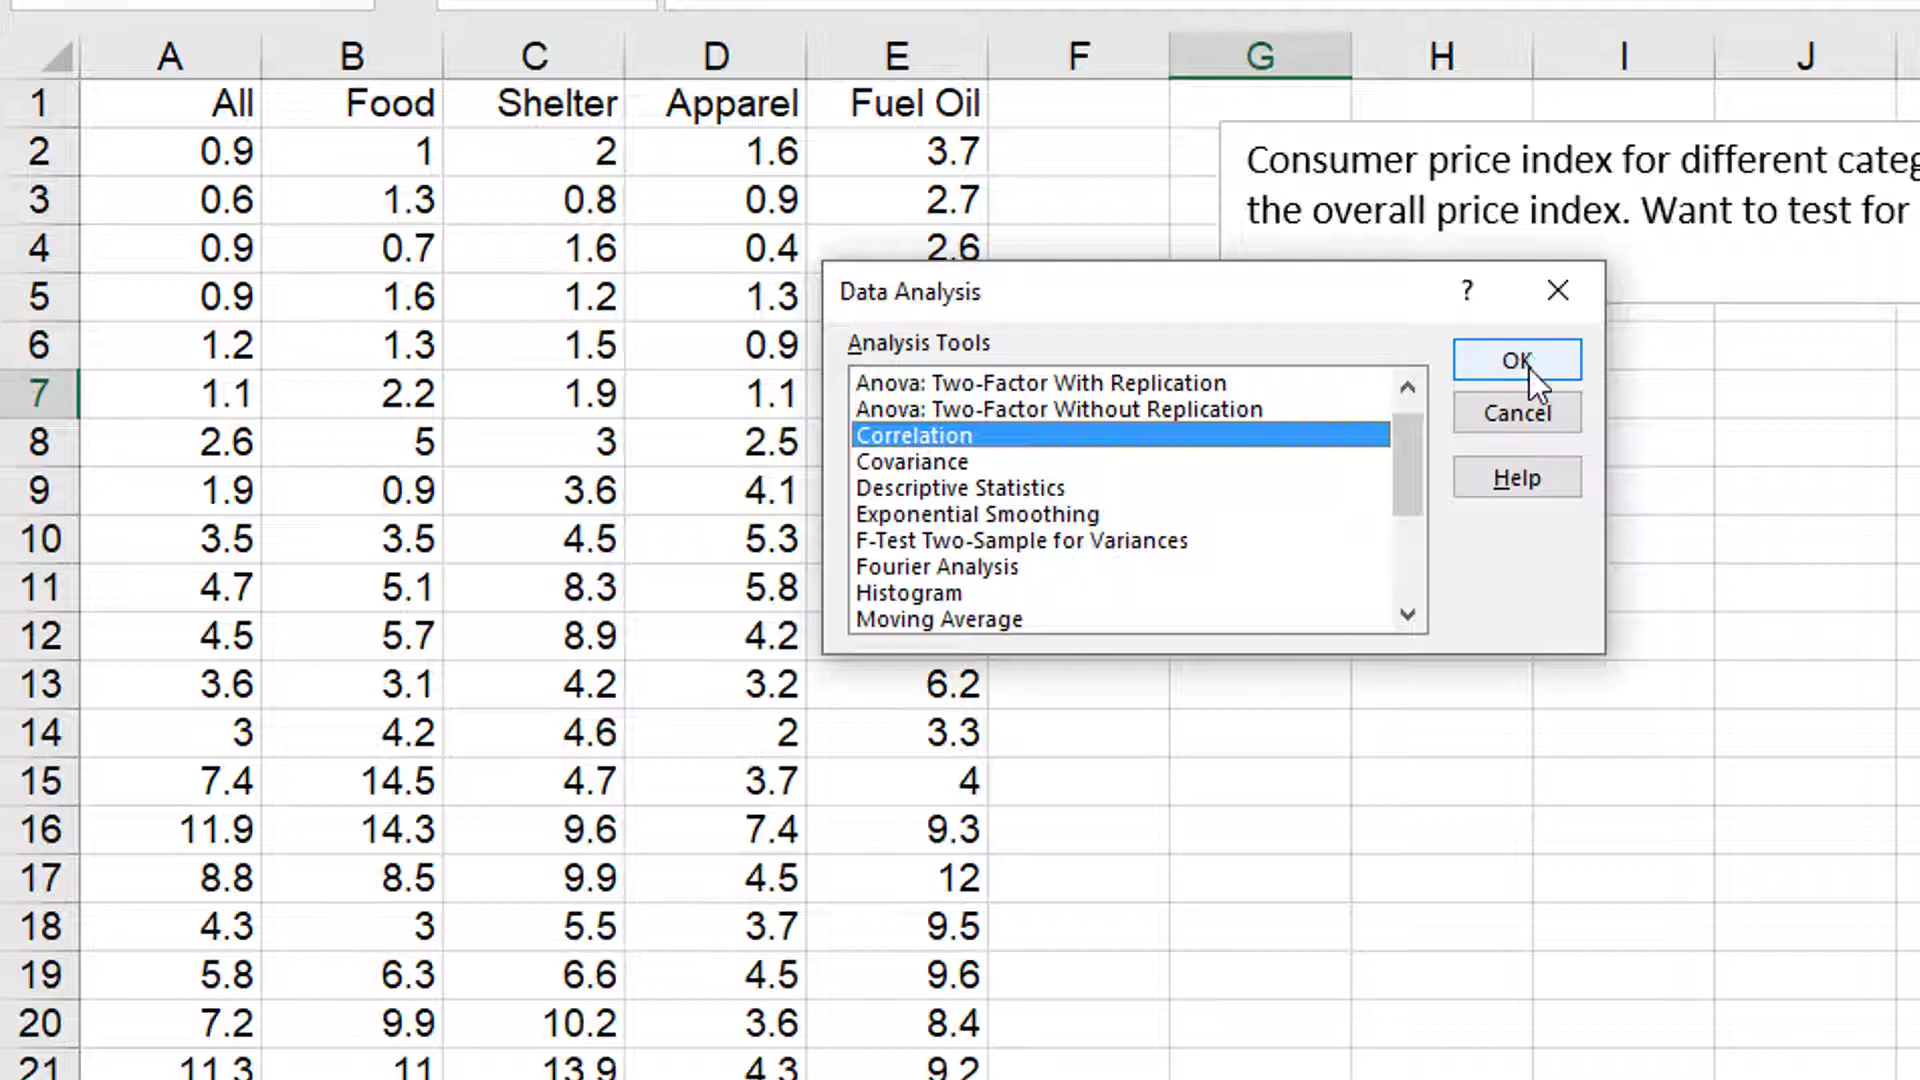 A B C D E F G H I J
1 All Food Shelter Apparel Fuel Oil
2 0.9 1 2 1.6 3.7
3 0.6 1.3 0.8 0.9 2.7
4 0.9 0.7 1.6 0.4 2.6
5 0.9 1.6 1.2 1.3
6 1.2 1.3 1.5 0.9
7 1.1 2.2 1.9 1.1
8 2.6 5 3 2.5
9 1.9 0.9 3.6 4.1
10 3.5 3.5 4.5 5.3
11 4.7 5.1 8.3 5.8
12 4.5 5.7 8.9 4.2
13 3.6 3.1 4.2 3.2 6.2
14 3 4.2 4.6 2 3.3
15 7.4 14.5 4.7 3.7 4
16 11.9 14.3 9.6 7.4 9.3
17 8.8 8.5 9.9 4.5 12
18 4.3 3 5.5 3.7 9.5
19 5.8 6.3 6.6 4.5 9.6
20 7.2 9.9 10.2 3.6 8.4
21 11.3 11 13.9 4.3 9.2
Consumer price index for different categ
the overall price index. Want to test for
Data Analysis ?
Analysis Tools
Anova: Two-Factor With Replication
Anova: Two-Factor Without Replication
Correlation
Covariance
Descriptive Statistics
Exponential Smoothing
F-Test Two-Sample for Variances
Fourier Analysis
Histogram
Moving Average
OK
Cancel
Help